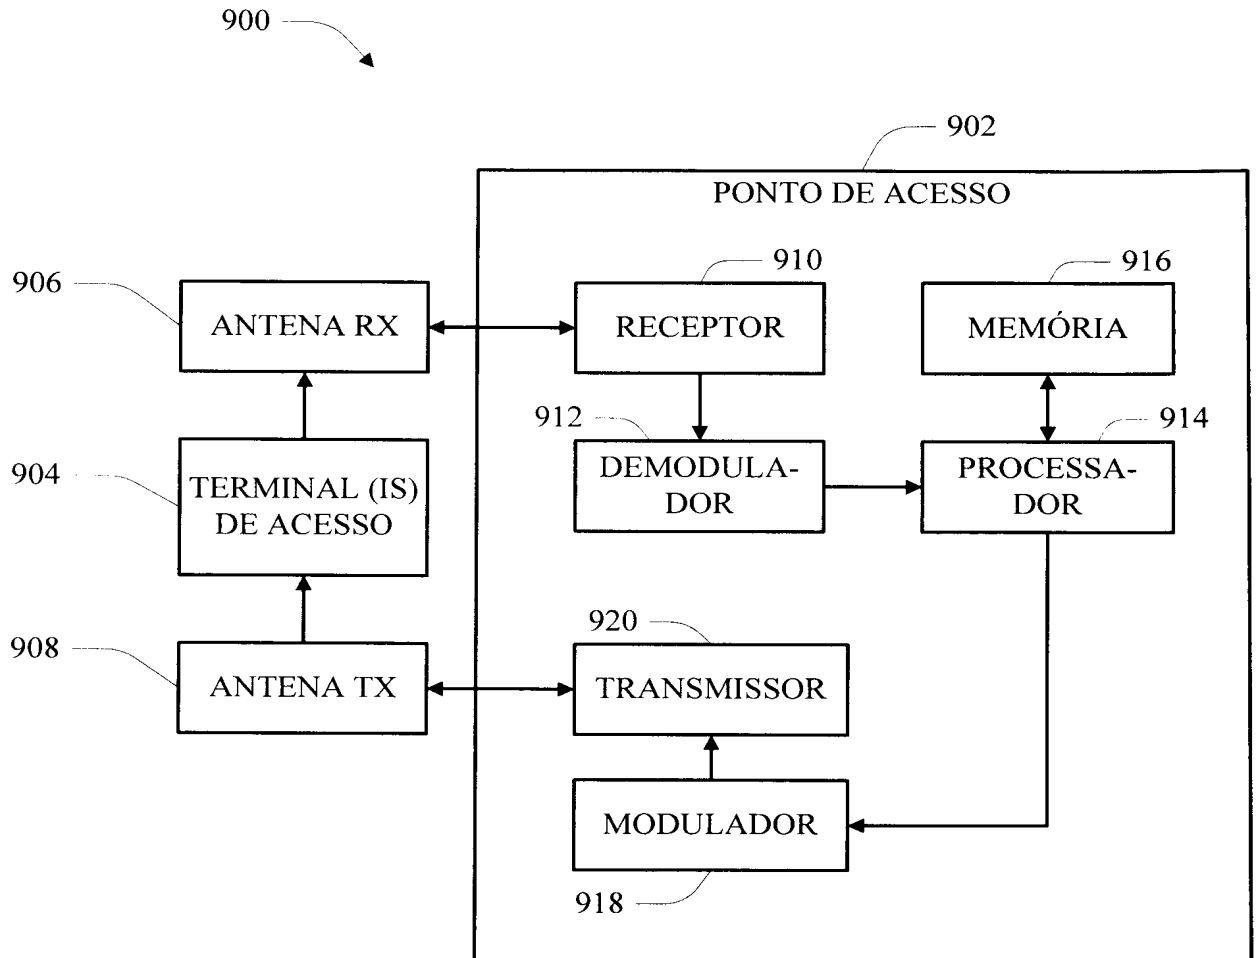 900
902
PONTO DE ACESSO
910
916
906
ANTENA RX
RECEPTOR
MEMÓRIA
912
914
904
TERMINAL (IS)
DE ACESSO
DEMODULA-
DOR
PROCESSA-
DOR
920
908
ANTENA TX
TRANSMISSOR
MODULADOR
918